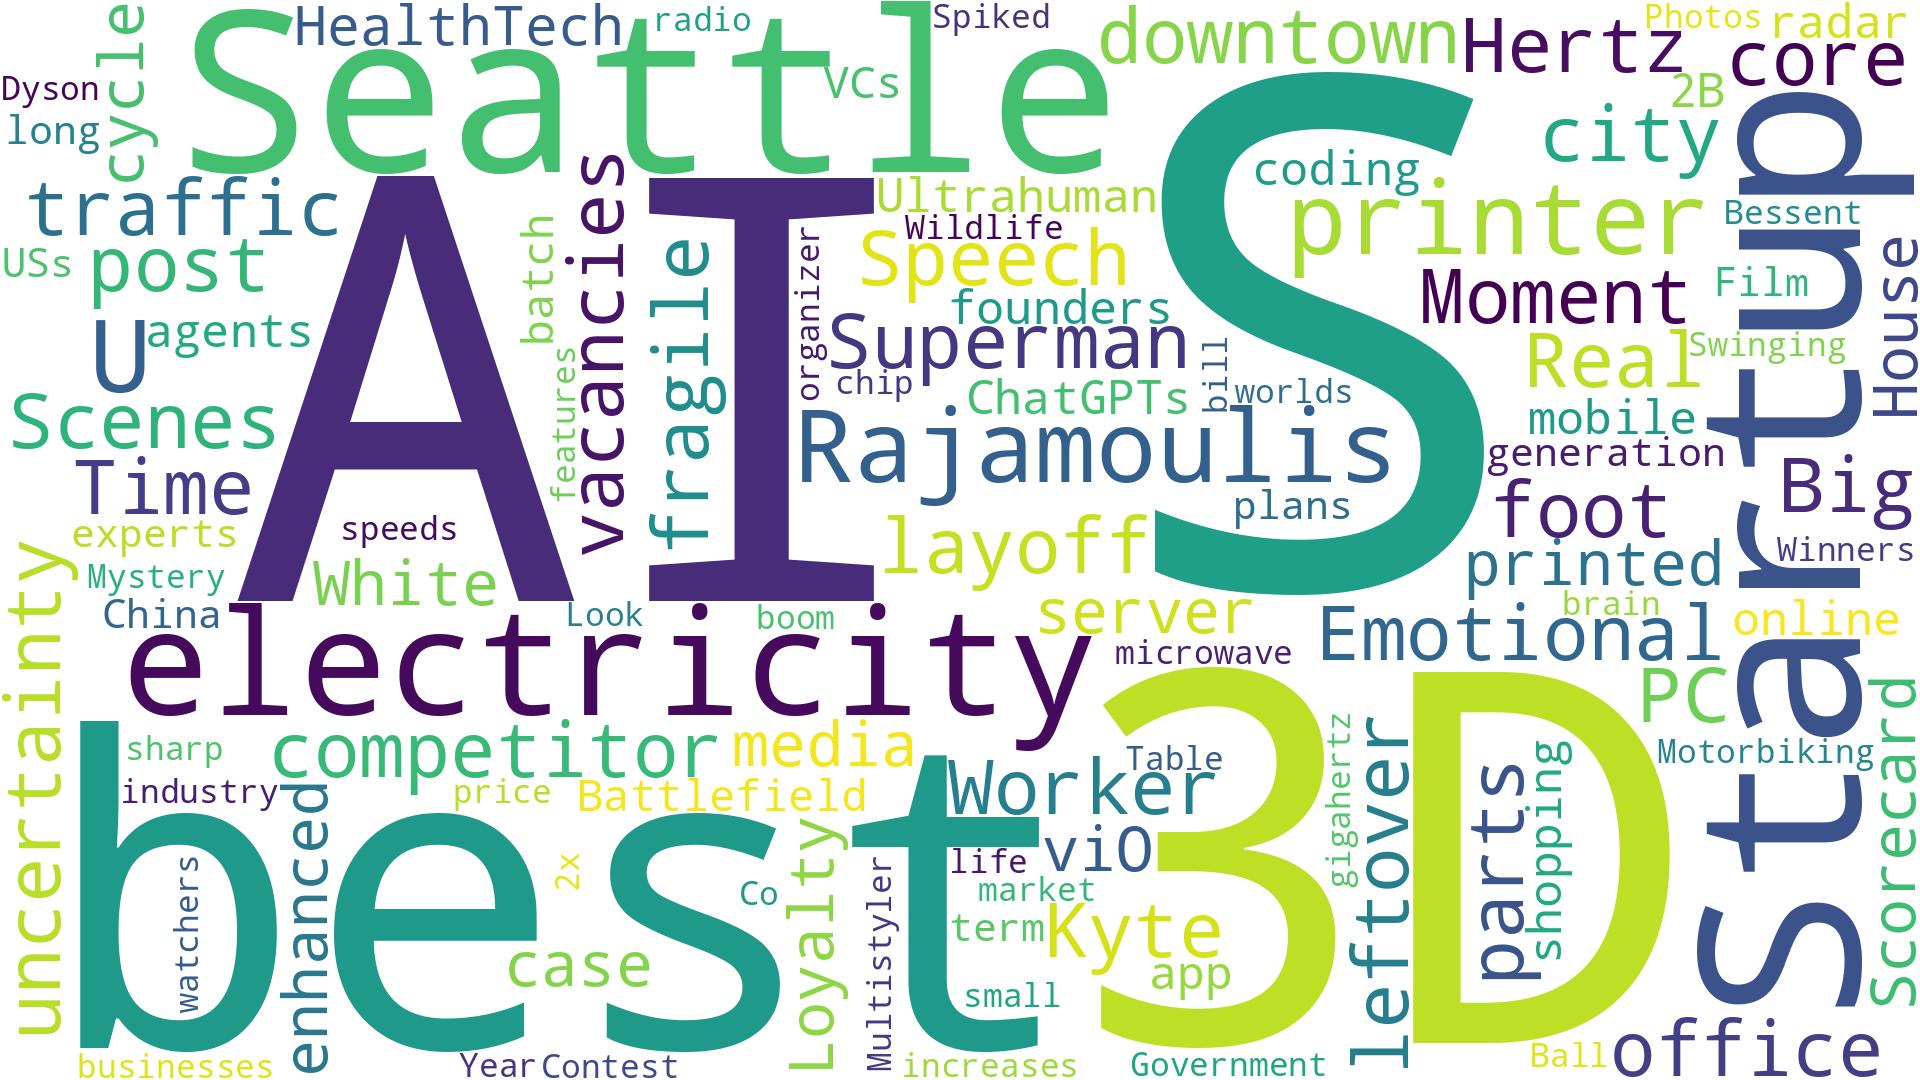 cycle
Seattle
HealthTech
radio
Spiked
downtown
Hertz
Photos
radar
core
Dyson
VCs
2B
long
city
traffic
AI
vacancies
Ultrahuman
S
coding
printer
Startup
Bessent
batch
fragile
organizer
Wildlife
Speech
USs
post
House
founders
Moment
Film
U
agents
Superman
bill
Real
Swinging
features
chip
ChatGPTs
worlds
Scenes
Rajamoulis
mobile
Time
generation
Big
speeds
plans
foot
experts
layoff
printed
Winners
uncertainty
Mystery
White
China
Look
boom
server
Emotional
brain
online
electricity
microwave
PC
Scorecard
best
sharp
competitor
media
3D
gigahertz
leftover
Motorbiking
Table
industry
price
Battlefield
Worker
parts
shopping
enhanced
Loyalty
viO
watchers
2x
Co
Multistyler
life
market
case
term
Kyte
app
small
office
businesses
Year
Contest
increases
Government
Ball